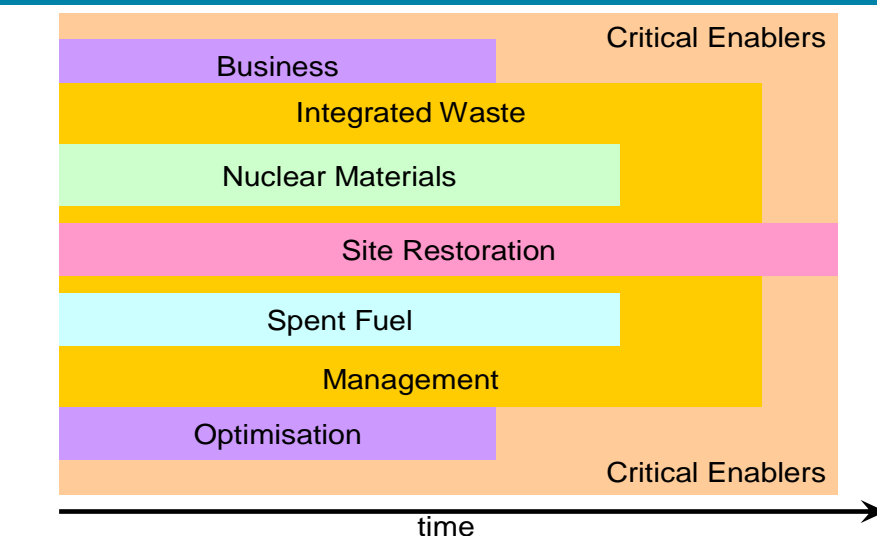 Critical Enablers
Business
Integrated Waste
Nuclear Materials
Site Restoration
Spent Fuel
Management
Optimisation
Critical Enablers
time